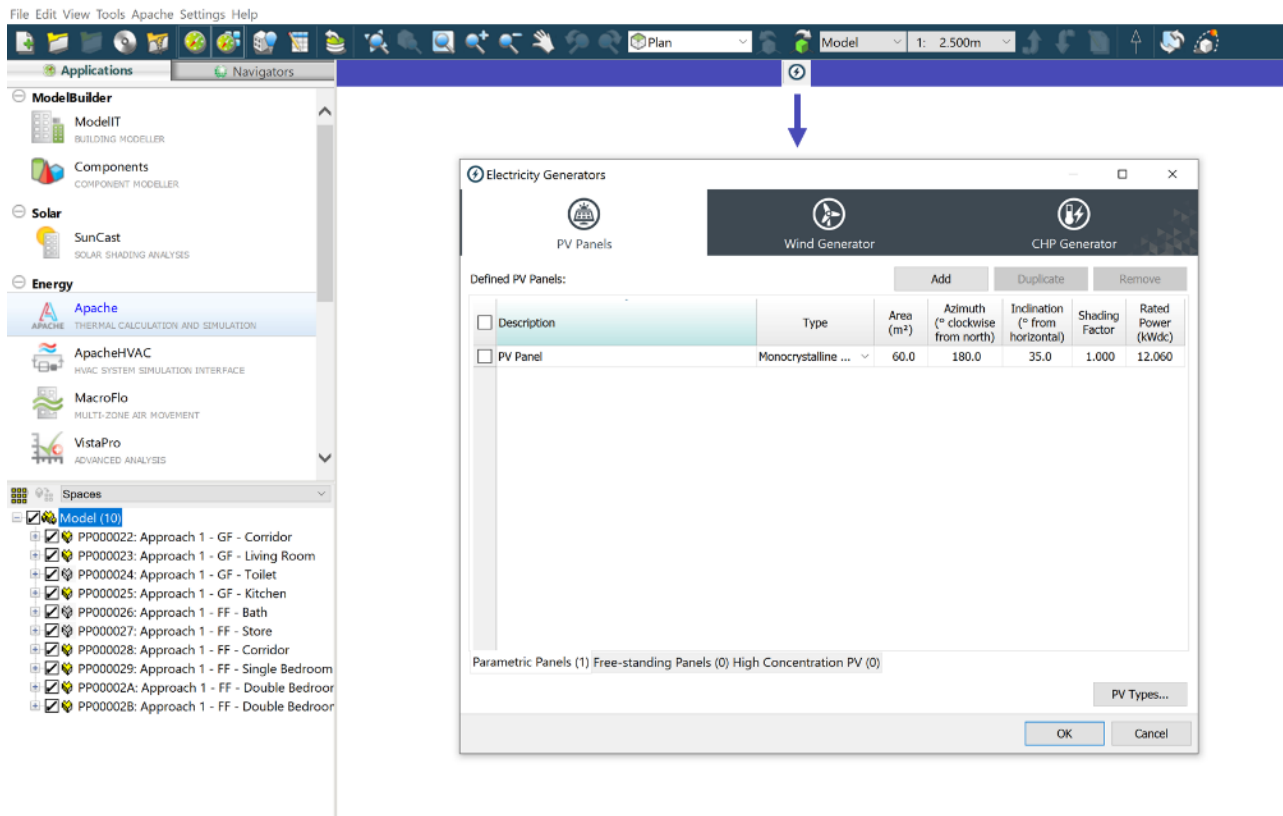 File Edit View Tools Apache Settings Help
Plan
Model
1: 2.500m
Applications
Navigators
ModelBuilder
ModelIT
BUILDING MODELLER
Components
COMPONENT MODELLER
Solar
SunCast
SOLAR SHADING ANALYSIS
Energy
Apache
APACHE THERMAL CALCULATION AND SIMULATION
ApacheHVAC
HVAC SYSTEM SIMULATION INTERFACE
MacroFlo
MULTI-ZONE AIR MOVEMENT
VistaPro
ADVANCED ANALYSIS
Spaces
Model (10)
PP000022: Approach 1 - GF - Corridor
PP000023: Approach 1 - GF - Living Room
PP000024: Approach 1 - GF - Toilet
PP000025: Approach 1 - GF - Kitchen
PP000026: Approach 1 - FF - Bath
PP000027: Approach 1 - FF - Store
PP000028: Approach 1 - FF - Corridor
PP000029: Approach 1 - FF - Single Bedroom
PP00002A: Approach 1 - FF - Double Bedroor
PP00002B: Approach 1 - FF - Double Bedroor
Electricity Generators
PV Panels
Wind Generator
CHP Generator
Defined PV Panels:
Add
Duplicate
Remove
Description
Type
Area
(m²)
Azimuth
(° clockwise
from north)
Inclination
(° from
horizontal)
Shading
Factor
Rated
Power
(kWdc)
PV Panel Monocrystalline ... 60.0 180.0 35.0 1.000 12.060
Parametric Panels (1) Free-standing Panels (0) High Concentration PV (0)
PV Types...
OK
Cancel